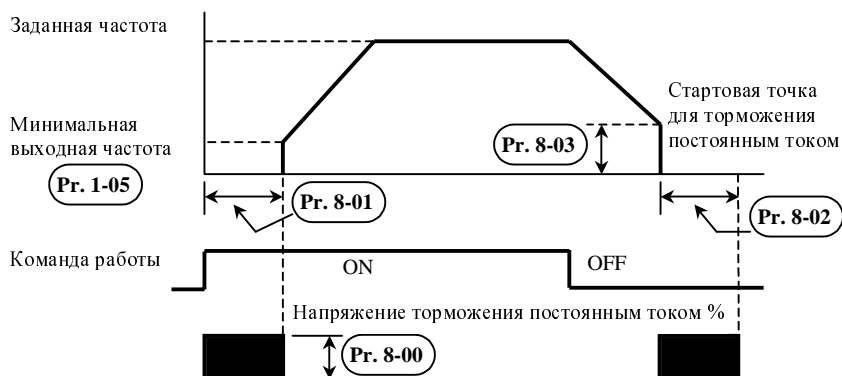 Заданная частота
Стартовая точка
для торможения
постоянным током
Минимальная
выходная частота
Pr. 8-03
Pr. 1-05
Pr. 8-01
Pr. 8-02
Команда работы
ON
OFF
Напряжение торможения постоянным током %
Pr. 8-00